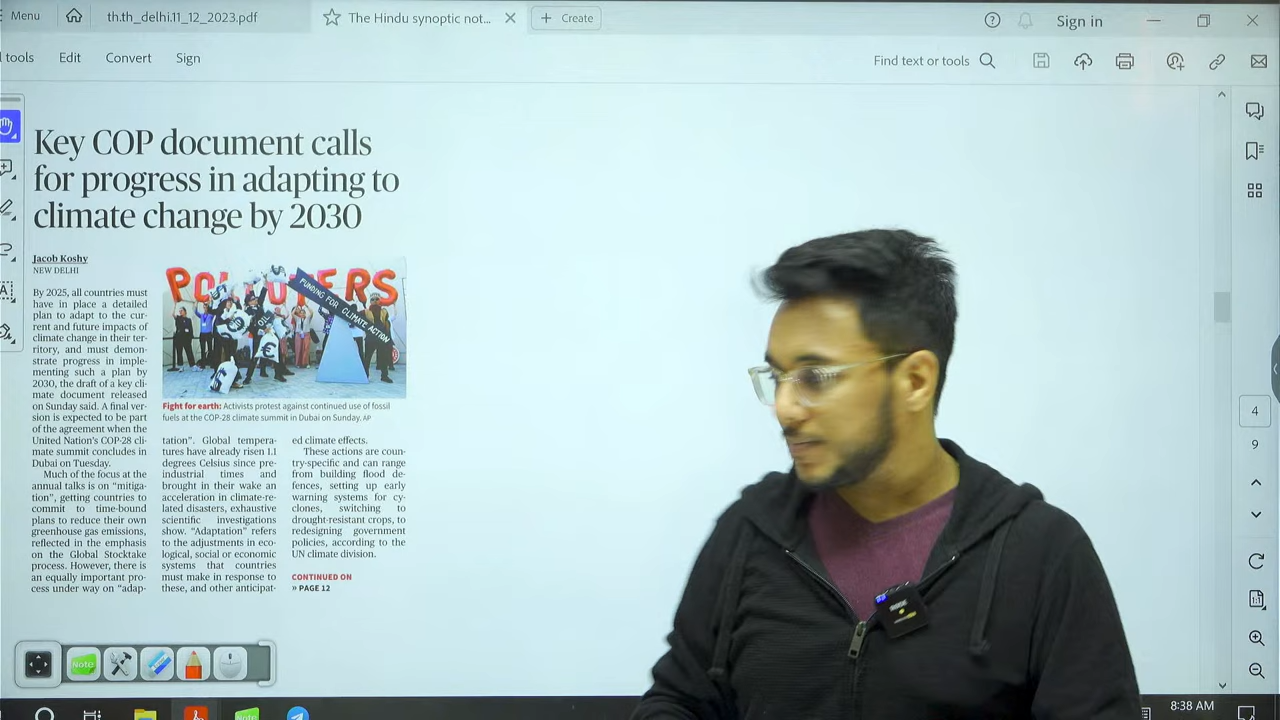 Menu
th.th_delhi.11_12_2023.pdf
The Hindu synoptic not...
Create
Sign in
tools
Edit
Convert
Sign
Find text or tools
Key COP document calls
for progress in adapting to
climate change by 2030
Jacob Koshy
NEW DELHI
By 2025, all countries must
have in place a detailed
plan to adapt to the cur-
rent and future impacts of
climate change in their ter-
ritory, and must demon-
strate progress in imple-
menting such a plan by
2030, the draft of a key cli-
mate document released
on Sunday said. A final ver-
sion is expected to be part
of the agreement when the
United Nation's COP-28 cli-
mate summit concludes in
Dubai on Tuesday.
Much of the focus at the
annual talks is on "mitiga-
tion", getting countries to
commit to time-bound
plans to reduce their own
greenhouse gas emissions,
reflected in the emphasis
on the Global Stocktake
process. However, there is
an equally important pro-
cess under way on "adap-
FUNDING FOR CLIMATE ACTION
OIL
Fight for earth: Activists protest against continued use of fossil
fuels at the COP-28 climate summit in Dubai on Sunday. AP
tation". Global tempera-
tures have already risen 1.1
degrees Celsius since pre-
industrial times and
brought in their wake an
acceleration in climate-re-
lated disasters, exhaustive
scientific investigations
show. "Adaptation" refers
to the adjustments in eco-
logical, social or economic
systems that countries
must make in response to
these, and other anticipat-
ed climate effects.
These actions are coun-
try-specific and can range
from building flood de-
fences, setting up early
warning systems for cy-
clones, switching to
drought-resistant crops, to
redesigning government
policies, according to the
UN climate division.
CONTINUED ON
» PAGE 12
4
9
1:1
Note
Note
8:38 AM